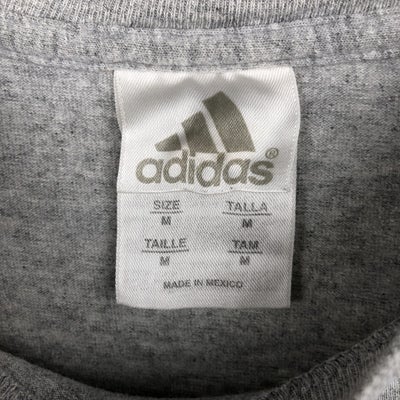 adidas
SIZE TALLA
M M
TAILLE TAM
M M
MADE IN MEXICO